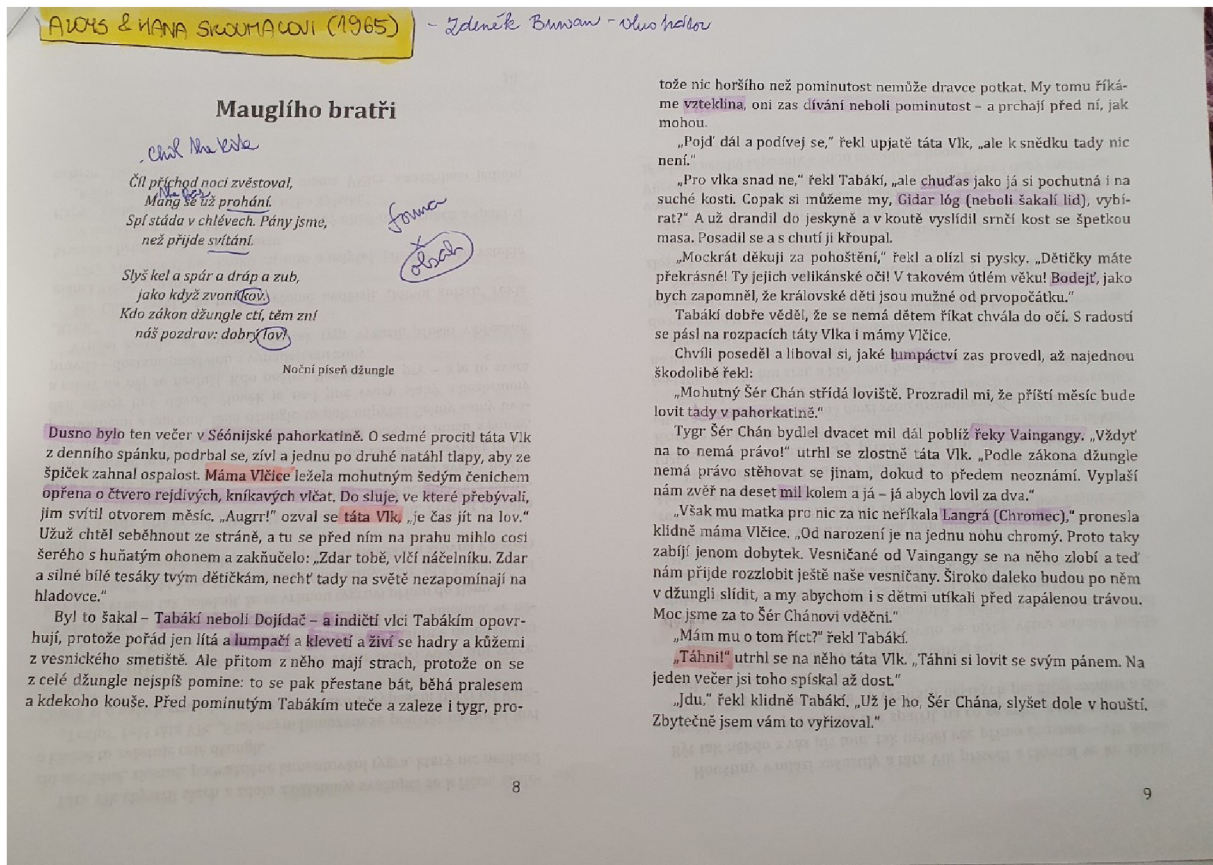 ALOYS & HANA SKOUMALOVI (1965) - Zdeněk Burian - ilustrátor
Mauglího bratři
Číl příchod noci zvěstoval,
Mang se už prohání.
Spí stáda v chlévech. Pány jsme,
než přijde svítání.
forma
x
obsah
Slyš kel a spár a dráp a zub,
jako když zvoní kov.
Kdo zákon džungle ctí, těm zní
náš pozdrav: dobrý lov!
Noční píseň džungle
Dusno bylo ten večer v Séónijské pahorkatině. O sedmé procitl táta Vlk
z denního spánku, podrbal se, zívl a jednu po druhé natáhl tlapy, aby ze
špiček zahnal ospalost. Máma Vlčice ležela mohutným šedým čenichem
opřena o čtvero rejdivých, kníkavých vlčat. Do sluje, ve které přebývali,
jim svítil otvorem měsíc. „Augrr!“ ozval se táta Vlk, „je čas jít na lov.“
Užuž chtěl seběhnout ze stráně, a tu se před ním na prahu mihlo cosi
šerého s huňatým ohonem a zakňučelo: „Zdar tobě, vlčí náčelníku. Zdar
a silné bílé tesáky tvým dětičkám, nechť tady na světě nezapomínají na
hladovce.“
Byl to šakal – Tabákí neboli Dojídač – a indičtí vlci Tabákím opovr-
hují, protože pořád jen lítá a lumpačí a klevetí a živí se hadry a kůžemi
z vesnického smetiště. Ale přitom z něho mají strach, protože on se
z celé džungle nejspíš pomine: to se pak přestane bát, běhá pralesem
a kdekoho kouše. Před pominutým Tabákím uteče a zaleze i tygr, pro-
8
tože nic horšího než pominutost nemůže dravce potkat. My tomu říká-
me vzteklina, oni zas dívání neboli pominutost – a prchají před ní, jak
mohou.
„Pojď dál a podívej se,“ řekl upjatě táta Vlk, „ale k snědku tady nic
není.“
„Pro vlka snad ne,“ řekl Tabákí, „ale chuďas jako já si pochutná i na
suché kosti. Copak si můžeme my, Gidar lóg (neboli šakalí lid), vybí-
rat?“ A už drandil do jeskyně a v koutě vyslídil srnčí kost se špetkou
masa. Posadil se a s chutí ji křoupal.
„Mockrát děkuji za pohoštění,“ řekl a olízl si pysky. „Dětičky máte
překrásné! Ty jejich velikánské oči! V takovém útlém věku! Bodejť, jako
bych zapomněl, že královské děti jsou mužné od prvopočátku.“
Tabákí dobře věděl, že se nemá dětem říkat chvála do očí. S radostí
se pásl na rozpacích táty Vlka i mámy Vlčice.
Chvíli poseděl a liboval si, jaké lumpáctví zas provedl, až najednou
škodolibě řekl:
„Mohutný Šér Chán střídá loviště. Prozradil mi, že příští měsíc bude
lovit tady v pahorkatině.“
Tygr Šér Chán bydlel dvacet mil dál poblíž řeky Vaingangy. „Vždyť
na to nemá právo!“ utrhl se zlostně táta Vlk. „Podle zákona džungle
nemá právo stěhovat se jinam, dokud to předem neoznámí. Vyplaší
nám zvěř na deset mil kolem a já – já abych lovil za dva.“
„Však mu matka pro nic za nic neříkala Langrá (Chromec),“ pronesla
klidně máma Vlčice. „Od narození je na jednu nohu chromý. Proto taky
zabíjí jenom dobytek. Vesničané od Vaingangy se na něho zlobí a teď
nám přijde rozzlobit ještě naše vesničany. Široko daleko budou po něm
v džungli slídit, a my abychom i s dětmi utíkali před zapálenou trávou.
Moc jsme za to Šér Chánovi vděční.“
„Mám mu o tom říct?“ řekl Tabákí.
„Táhni!“ utrhl se na něho táta Vlk. „Táhni si lovit se svým pánem. Na
jeden večer jsi toho spískal až dost.“
„Jdu,“ řekl klidně Tabákí. „Už je ho, Šér Chána, slyšet dole v houští.
Zbytečně jsem vám to vyřizoval.“
9